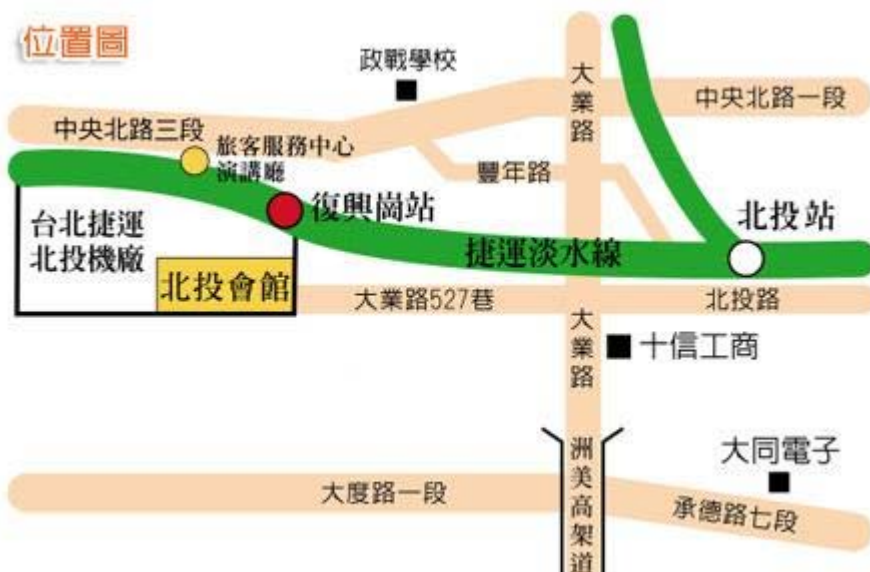 位置圖
政戰學校
大業路
中央北路一段
中央北路三段
旅客服務中心
演講廳
豐年路
復興崗站
北投站
台北捷運
北投機廠
捷運淡水線
北投會館
大業路527巷
北投路
大業路
十信工商
洲美高架道
大同電子
大度路一段
承德路七段